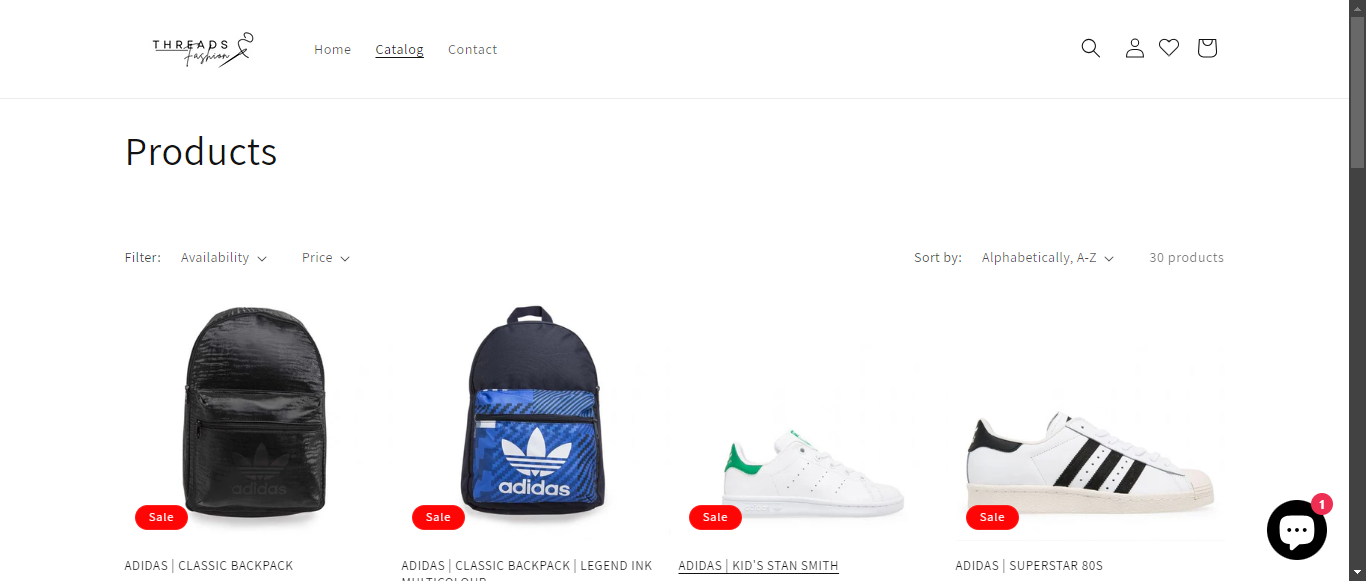 THREADS
Fashion
Home
Catalog
Contact
Products
Filter:
Availability
Price
Sort by:
Alphabetically, A-Z
30 products
adidas
adidas
Sale
Sale
Sale
Sale
1
ADIDAS | CLASSIC BACKPACK
ADIDAS | CLASSIC BACKPACK | LEGEND INK
MULTICOLOUR
ADIDAS | KID'S STAN SMITH
ADIDAS | SUPERSTAR 80S